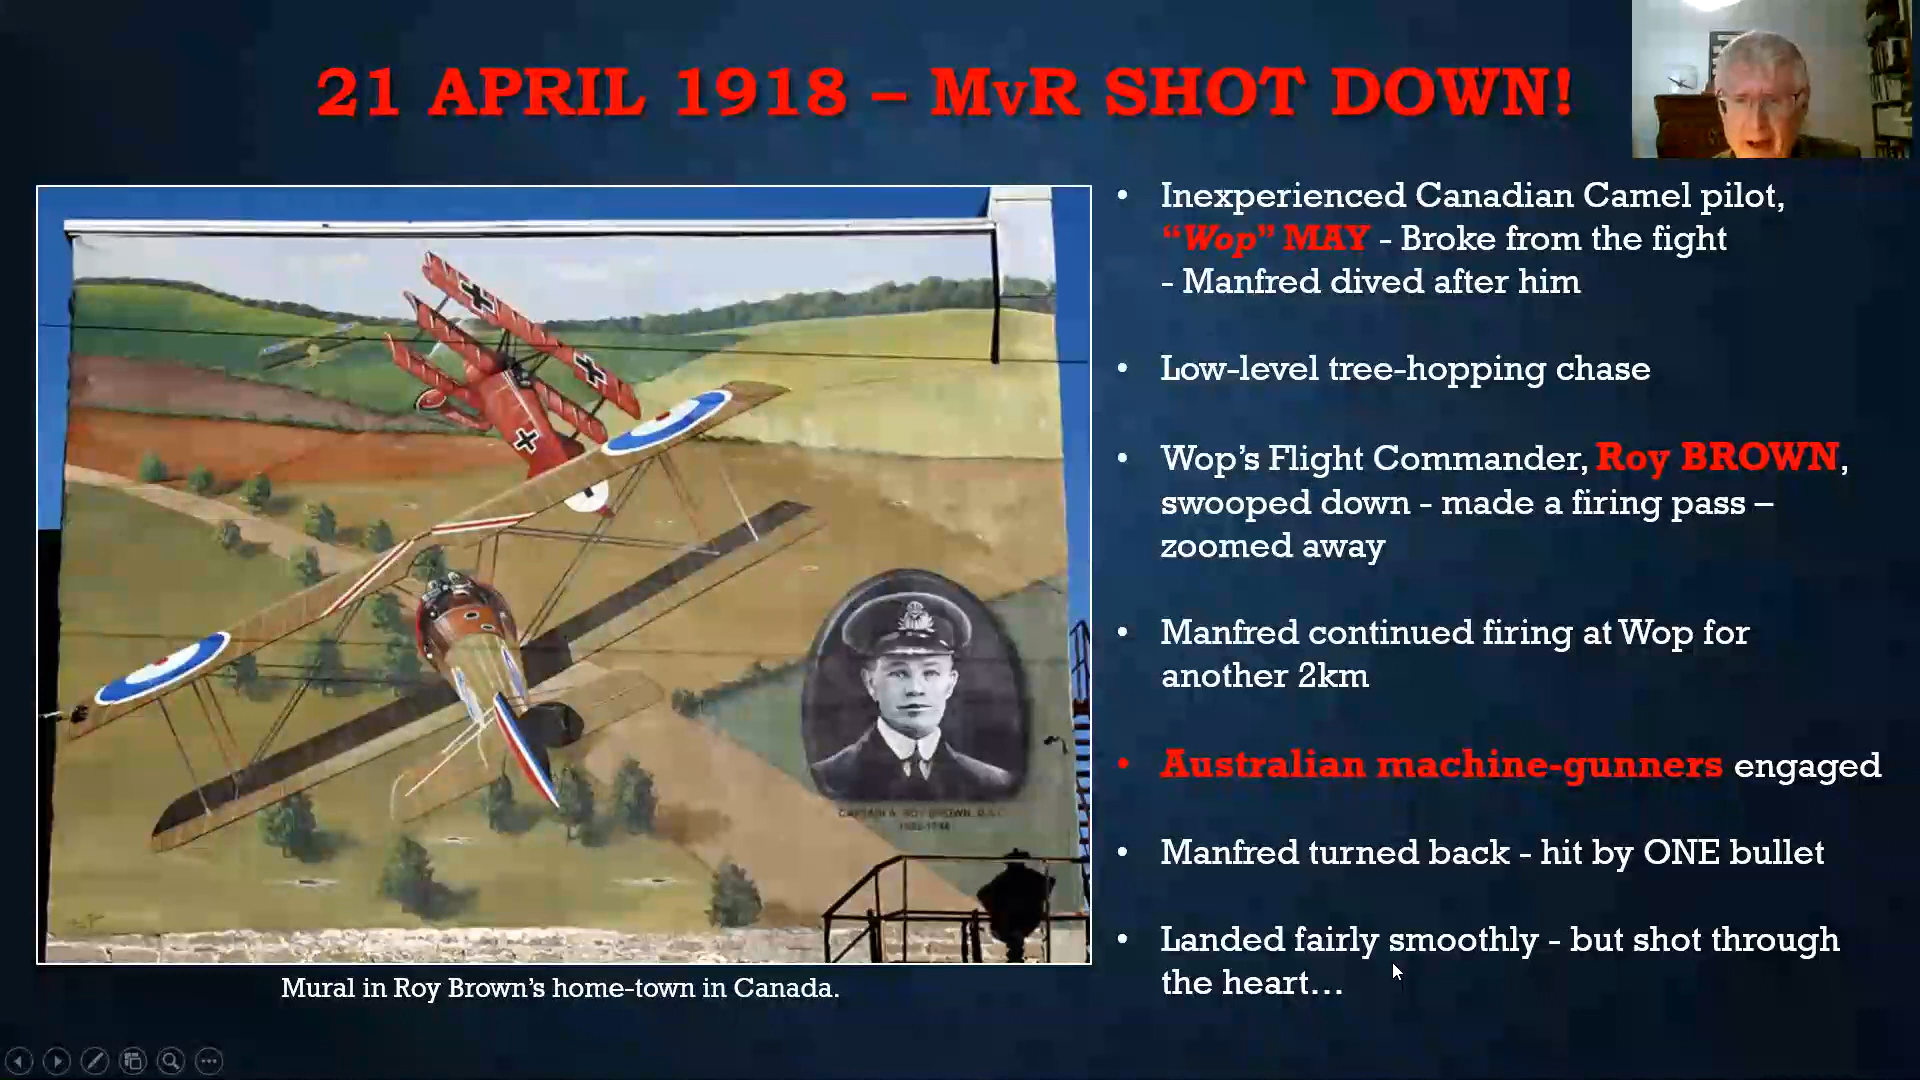 21 APRIL 1918 – MvR SHOT DOWN!
• Inexperienced Canadian Camel pilot,
“Wop” MAY - Broke from the fight
- Manfred dived after him
• Low-level tree-hopping chase
• Wop’s Flight Commander, Roy BROWN,
swooped down - made a firing pass –
zoomed away
• Manfred continued firing at Wop for
another 2km
• Australian machine-gunners engaged
• Manfred turned back - hit by ONE bullet
• Landed fairly smoothly - but shot through
the heart...
CAPTAIN A. ROY BROWN, D.S.C.
Mural in Roy Brown’s home-town in Canada.